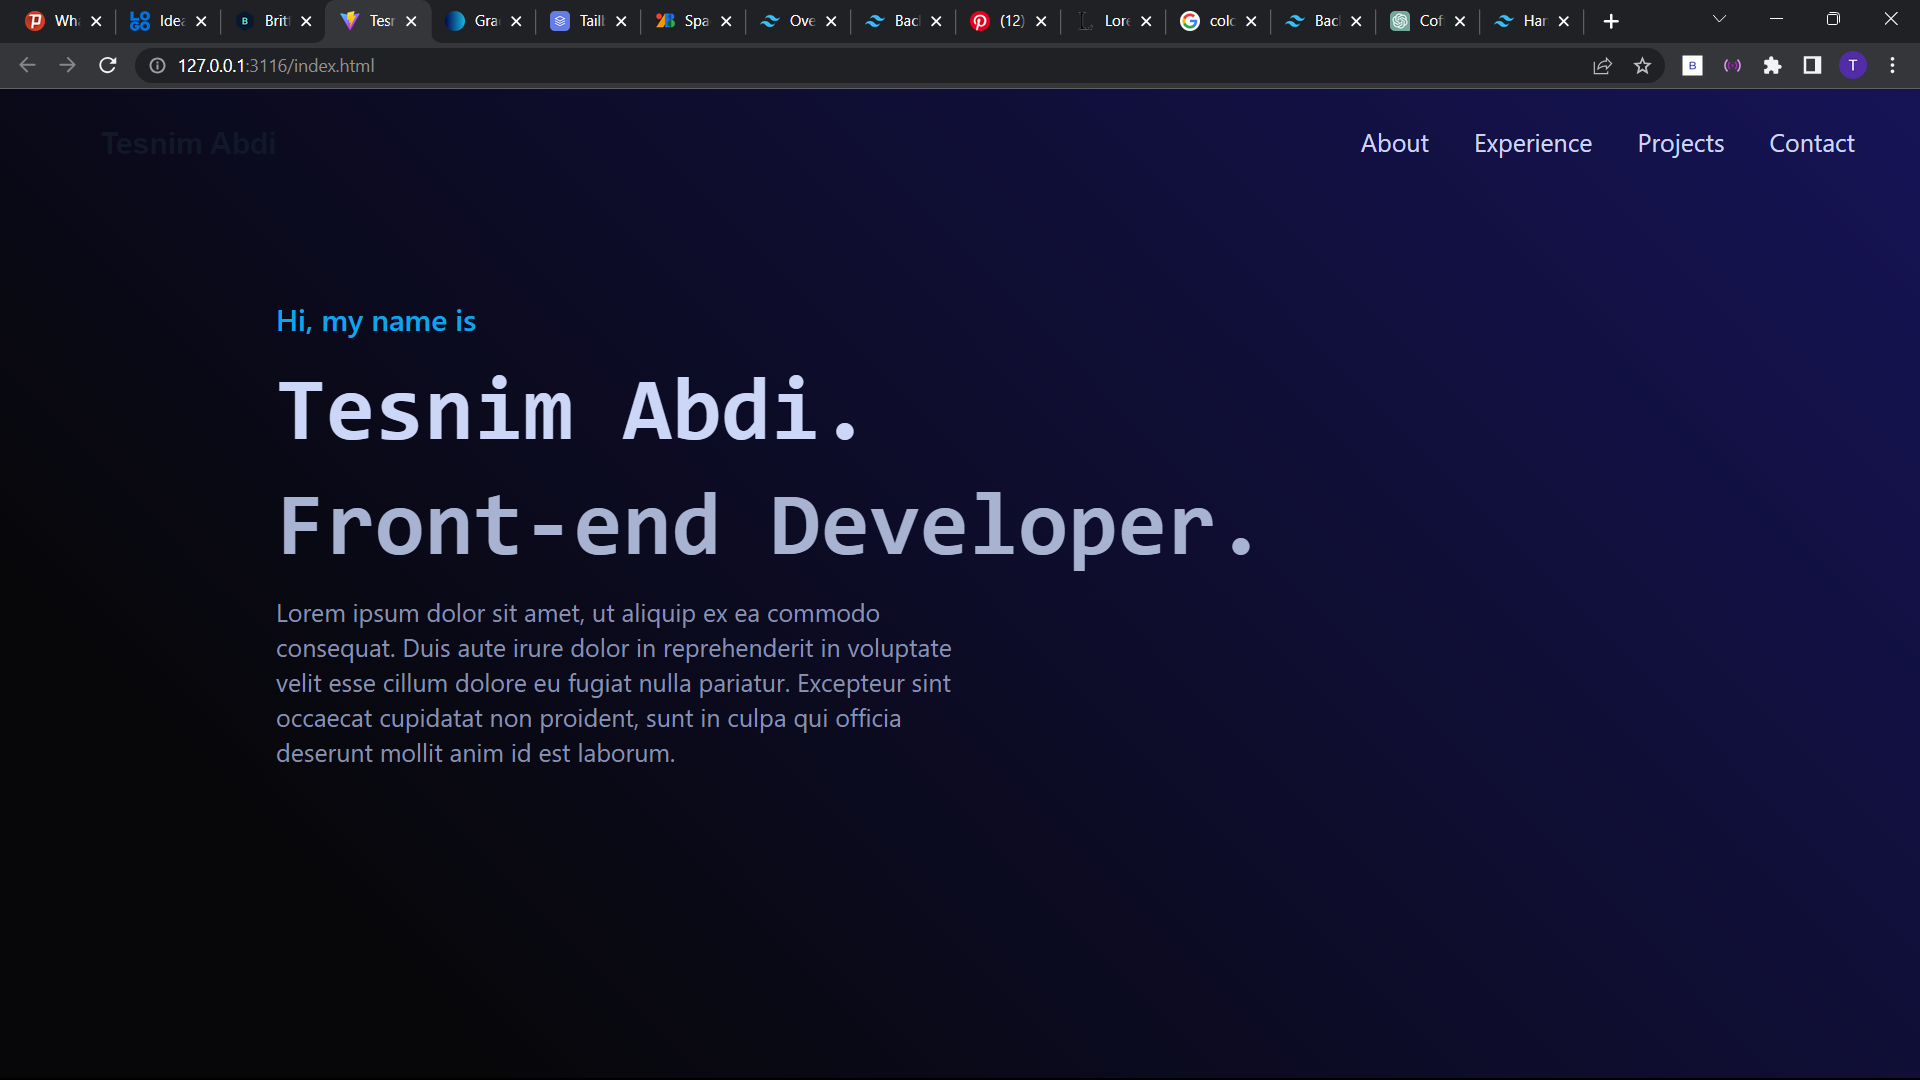 Wh
Idea
Brit
Tesn
Gra
Tail
Spa
Ove
Bac
(12)
Lore
colo
Bac
Cof
Har
127.0.0.1:3116/index.html
B
T
Tesnim Abdi
About Experience Projects Contact
Hi, my name is
Tesnim Abdi.
Front-end Developer.
Lorem ipsum dolor sit amet, ut aliquip ex ea commodo
consequat. Duis aute irure dolor in reprehenderit in voluptate
velit esse cillum dolore eu fugiat nulla pariatur. Excepteur sint
occaecat cupidatat non proident, sunt in culpa qui officia
deserunt mollit anim id est laborum.